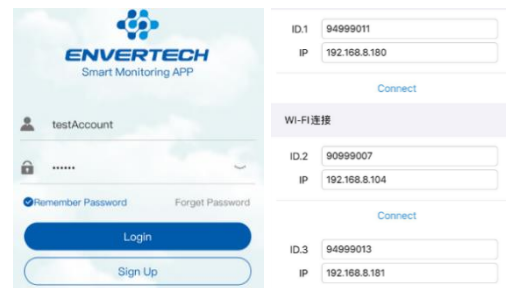 ENVERTECH
Smart Monitoring APP
testAccount
••••••
Remember Password Forget Password
Login
Sign Up
ID.1 94999011
IP 192.168.8.180
Connect
WI-FI连接
ID.2 90999007
IP 192.168.8.104
Connect
ID.3 94999013
IP 192.168.8.181